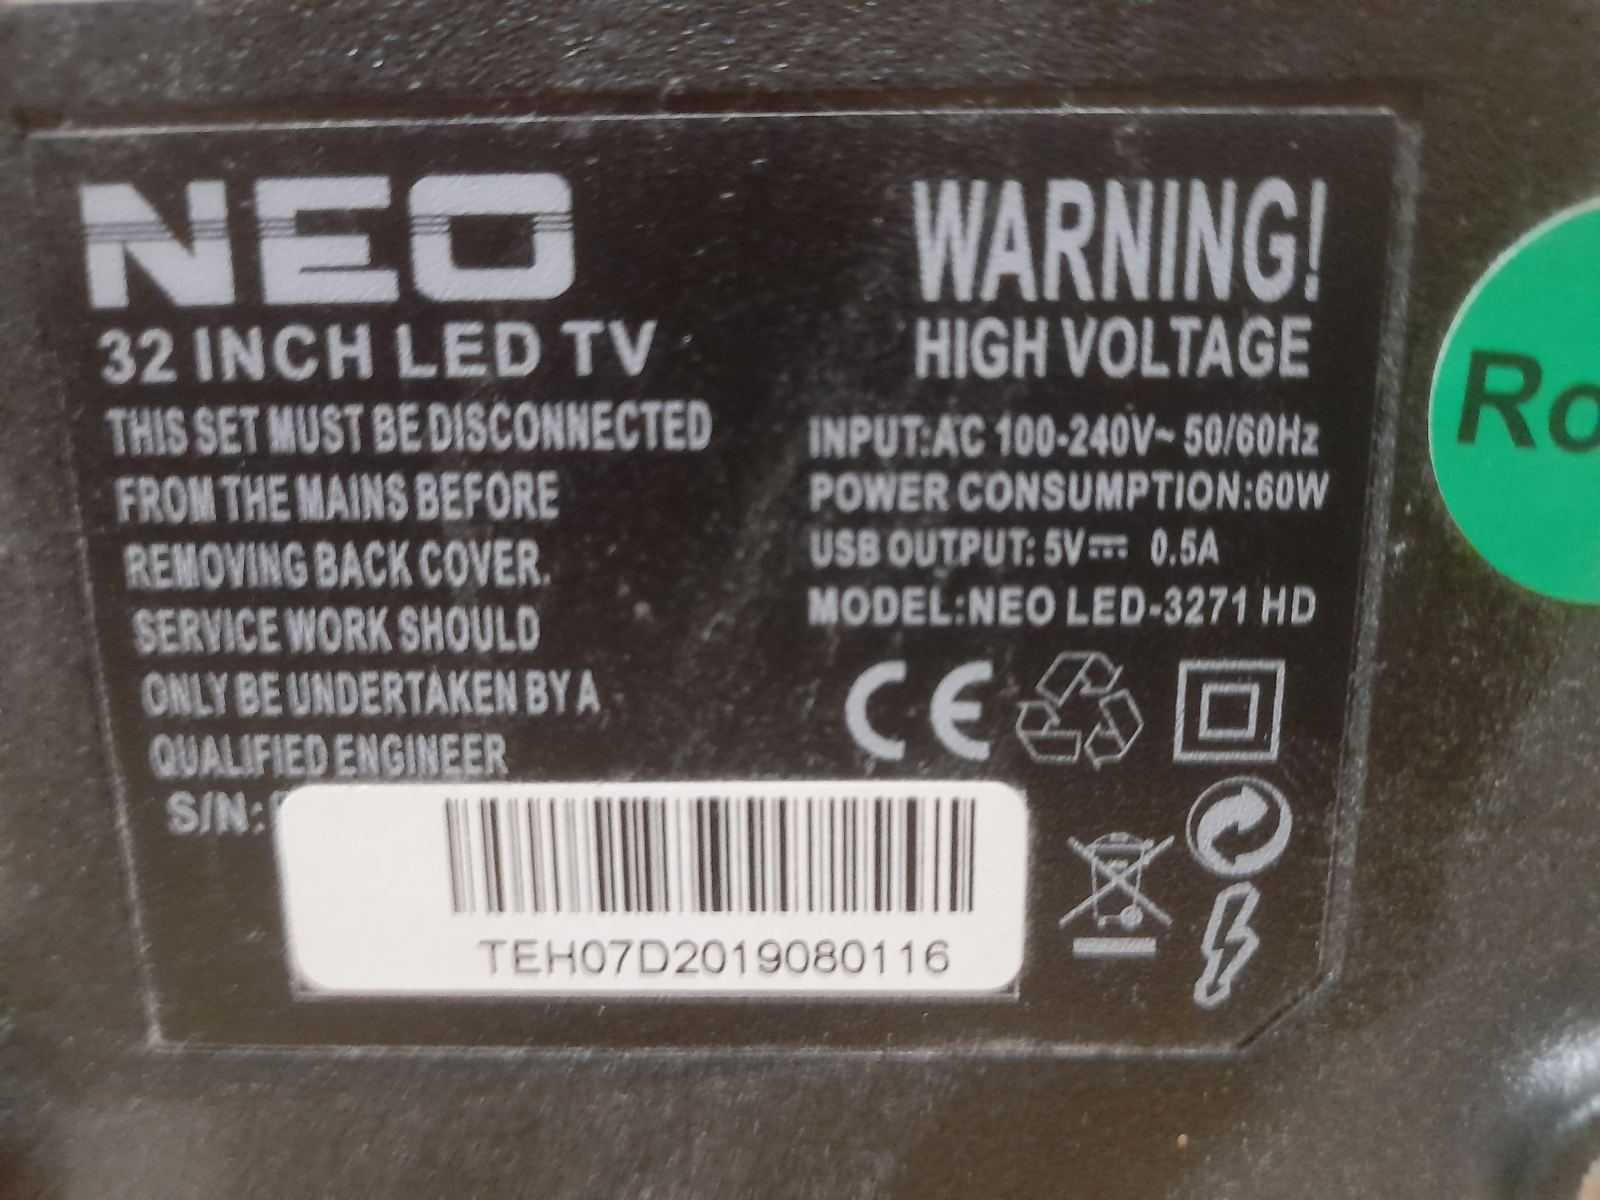 NEO
32 INCH LED TV
THIS SET MUST BE DISCONNECTED
FROM THE MAINS BEFORE
REMOVING BACK COVER.
SERVICE WORK SHOULD
ONLY BE UNDERTAKEN BY A
QUALIFIED ENGINEER
S/N:
TEH07D2019080116
WARNING!
HIGH VOLTAGE
INPUT:AC 100-240V~ 50/60Hz
POWER CONSUMPTION:60W
USB OUTPUT: 5V⎓ 0.5A
MODEL:NEO LED-3271 HD
CE
Ro